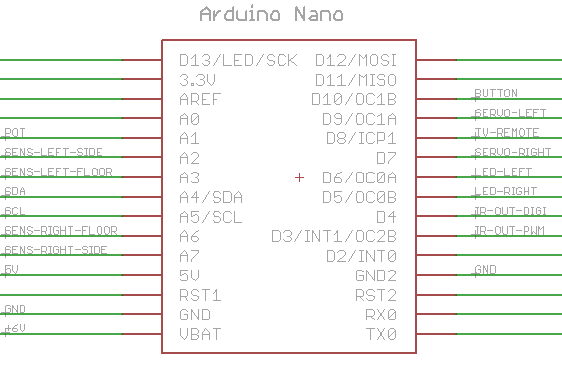 Arduino Nano
D13/LED/SCK D12/MOSI
3.3V D11/MISO
AREF D10/OC1B BUTTON
A0 D9/OC1A SERVO-LEFT
POT A1 D8/ICP1 TV-REMOTE
SENS-LEFT-SIDE A2 D7 SERVO-RIGHT
SENS-LEFT-FLOOR A3 D6/OC0A LED-LEFT
SDA A4/SDA D5/OC0B LED-RIGHT
SCL A5/SCL D4 IR-OUT-DIGI
SENS-RIGHT-FLOOR A6 D3/INT1/OC2B IR-OUT-PWM
SENS-RIGHT-SIDE A7 D2/INT0
5V 5V GND2 GND
RST1 RST2
GND GND RX0
+6V VBAT TX0